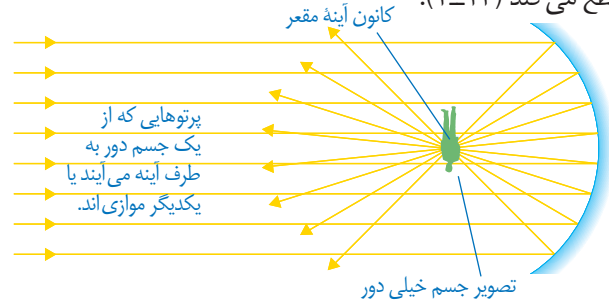 کانون آینهٔ مقعر
پرتوهایی که از
یک جسم دور به
طرف آینه می‌آیند یا
یکدیگر موازی‌اند.
تصویر جسم خیلی دور